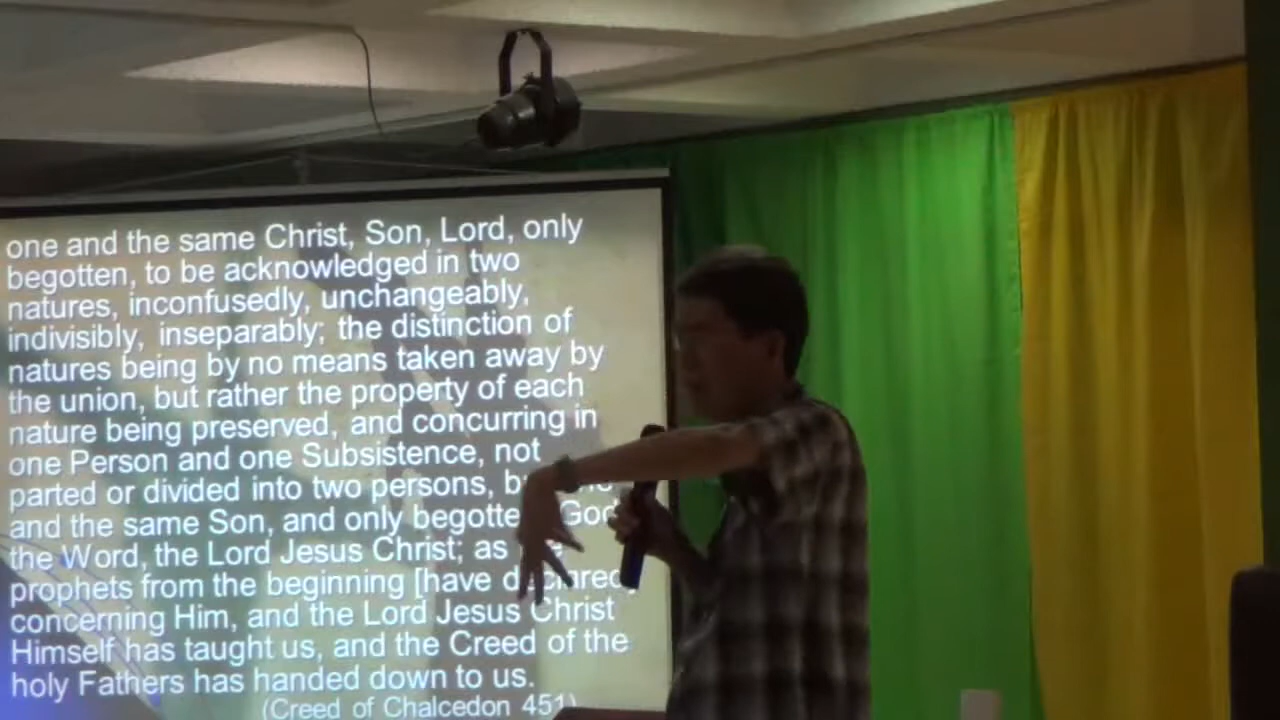 one and the same Christ, Son, Lord, only
begotten, to be acknowledged in two
natures, inconfusedly, unchangeably,
indivisibly, inseparably; the distinction of
natures being by no means taken away by
the union, but rather the property of each
nature being preserved, and concurring in
one Person and one Subsistence, not
parted or divided into two persons,
and the same Son, and only begotten God
the Word, the Lord Jesus Christ; as
prophets from the beginning [have declared]
concerning Him, and the Lord Jesus Christ
Himself has taught us, and the Creed of the
holy Fathers has handed down to us.
(Creed of Chalcedon 451)